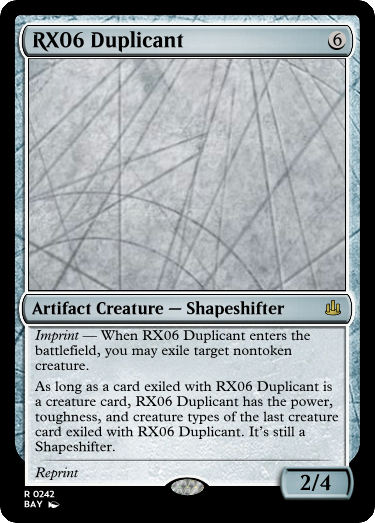 RX06 Duplicant
6
Artifact Creature — Shapeshifter
Imprint — When RX06 Duplicant enters the
battlefield, you may exile target nontoken
creature.
As long as a card exiled with RX06 Duplicant is
a creature card, RX06 Duplicant has the power,
toughness, and creature types of the last creature
card exiled with RX06 Duplicant. It's still a
Shapeshifter.
Reprint
2/4
R 0242
BAY